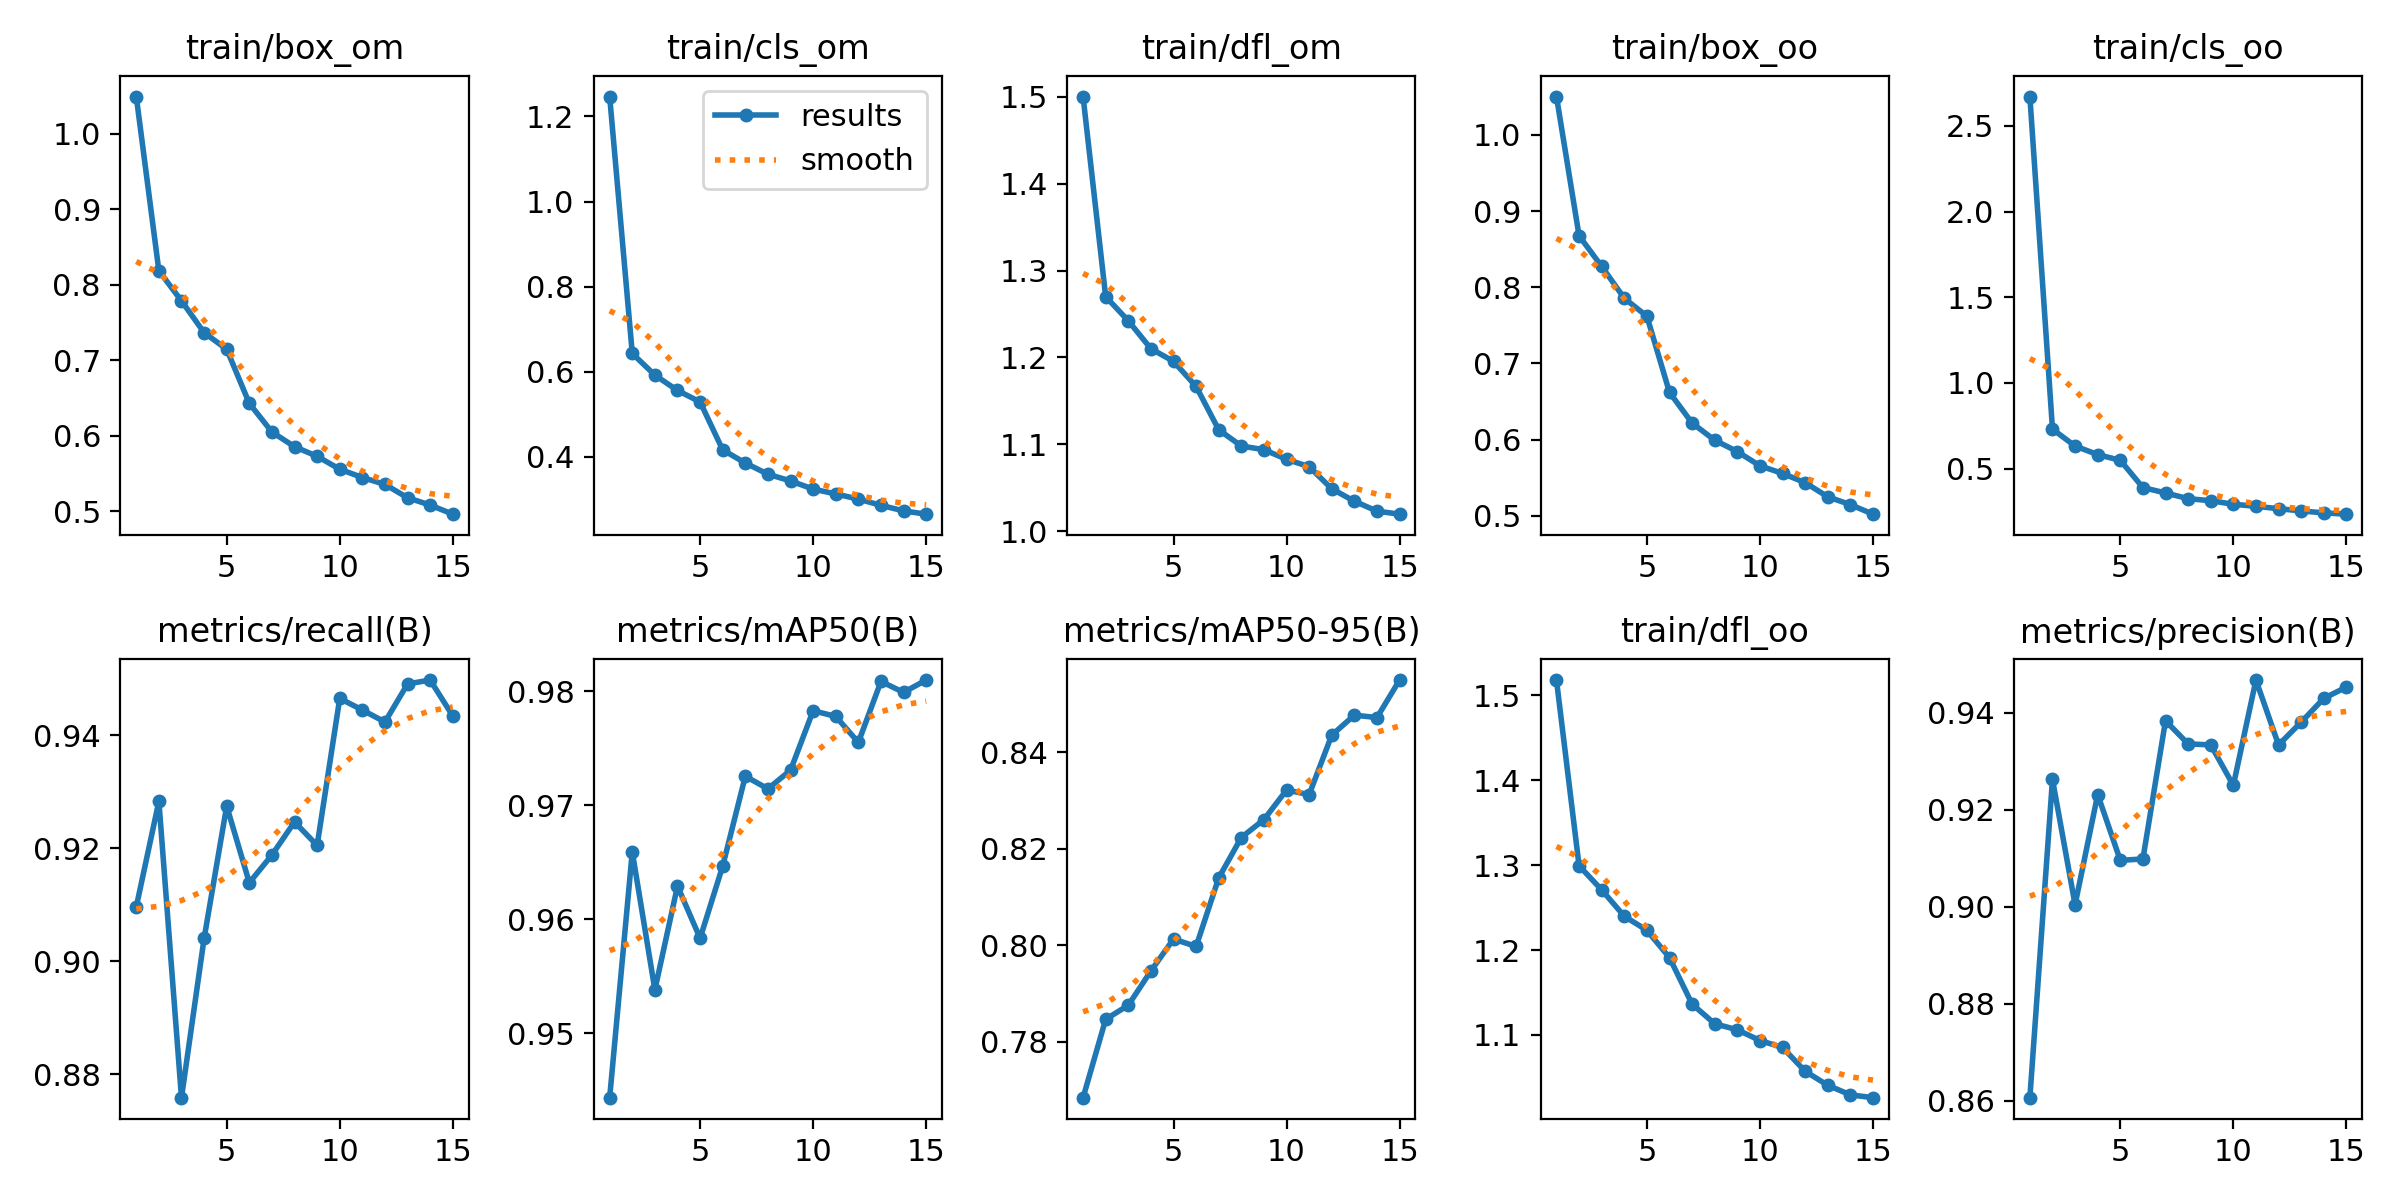 train/box_om
train/cls_om
train/dfl_om
train/box_oo
train/cls_oo
1.0
0.9
0.8
0.7
0.6
0.5
5 10 15
1.2
1.0
0.8
0.6
0.4
results
smooth
5 10 15
1.5
1.4
1.3
1.2
1.1
1.0
5 10 15
1.0
0.9
0.8
0.7
0.6
0.5
5 10 15
2.5
2.0
1.5
1.0
0.5
5 10 15
metrics/recall(B)
metrics/mAP50(B)
metrics/mAP50-95(B)
train/dfl_oo
metrics/precision(B)
0.94
0.92
0.90
0.88
5 10 15
0.98
0.97
0.96
0.95
5 10 15
0.84
0.82
0.80
0.78
5 10 15
1.5
1.4
1.3
1.2
1.1
5 10 15
0.94
0.92
0.90
0.88
0.86
5 10 15